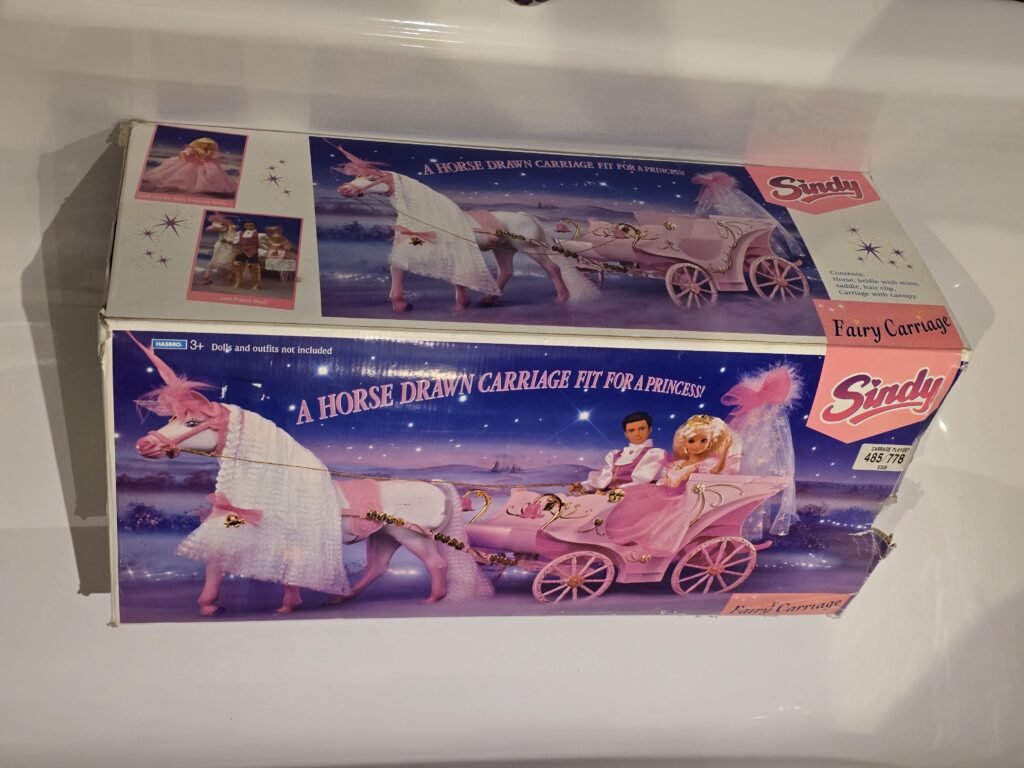 A HORSE DRAWN CARRIAGE FIT FOR A PRINCESS!
Sindy
and Prince Paul!
Contents:
Horse, bridle with reins,
saddle, hair clip,
Carriage with canopy.
Fairy Carriage
HASBRO. 3+ Dolls and outfits not included
A HORSE DRAWN CARRIAGE FIT FOR A PRINCESS!
Sindy
CARRIAGE PLAYSET
485/778
Fairy Carriage